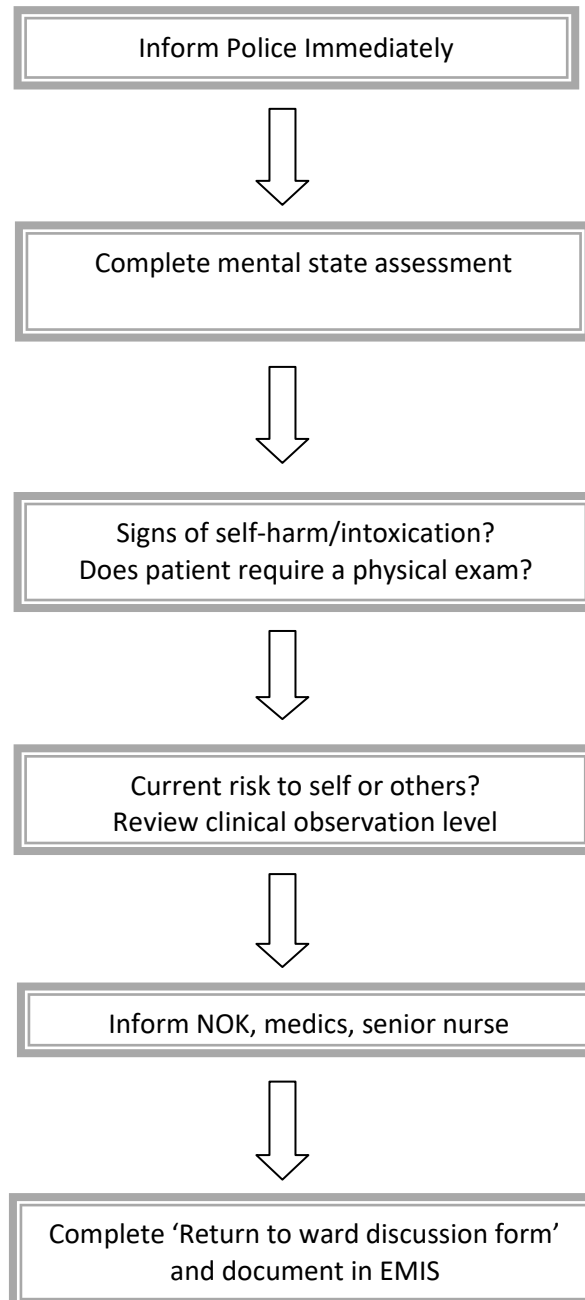 Inform Police Immediately
Complete mental state assessment
Signs of self-harm/intoxication?
Does patient require a physical exam?
Current risk to self or others?
Review clinical observation level
Inform NOK, medics, senior nurse
Complete ‘Return to ward discussion form’
and document in EMIS